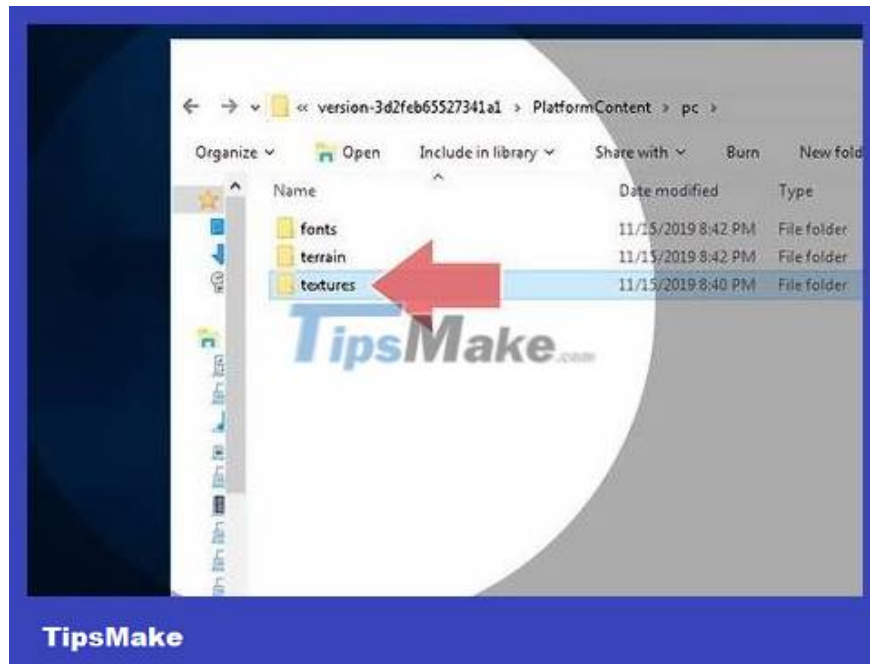 « version-3d2feb65527341a1 > PlatformContent > pc >
Organize Open Include in library Share with Burn New fold
Name Date modified Type
fonts 11/15/2019 8:42 PM File folder
terrain 11/15/2019 8:42 PM File folder
textures 11/15/2019 8:40 PM File folder
TipsMake.com
TipsMake